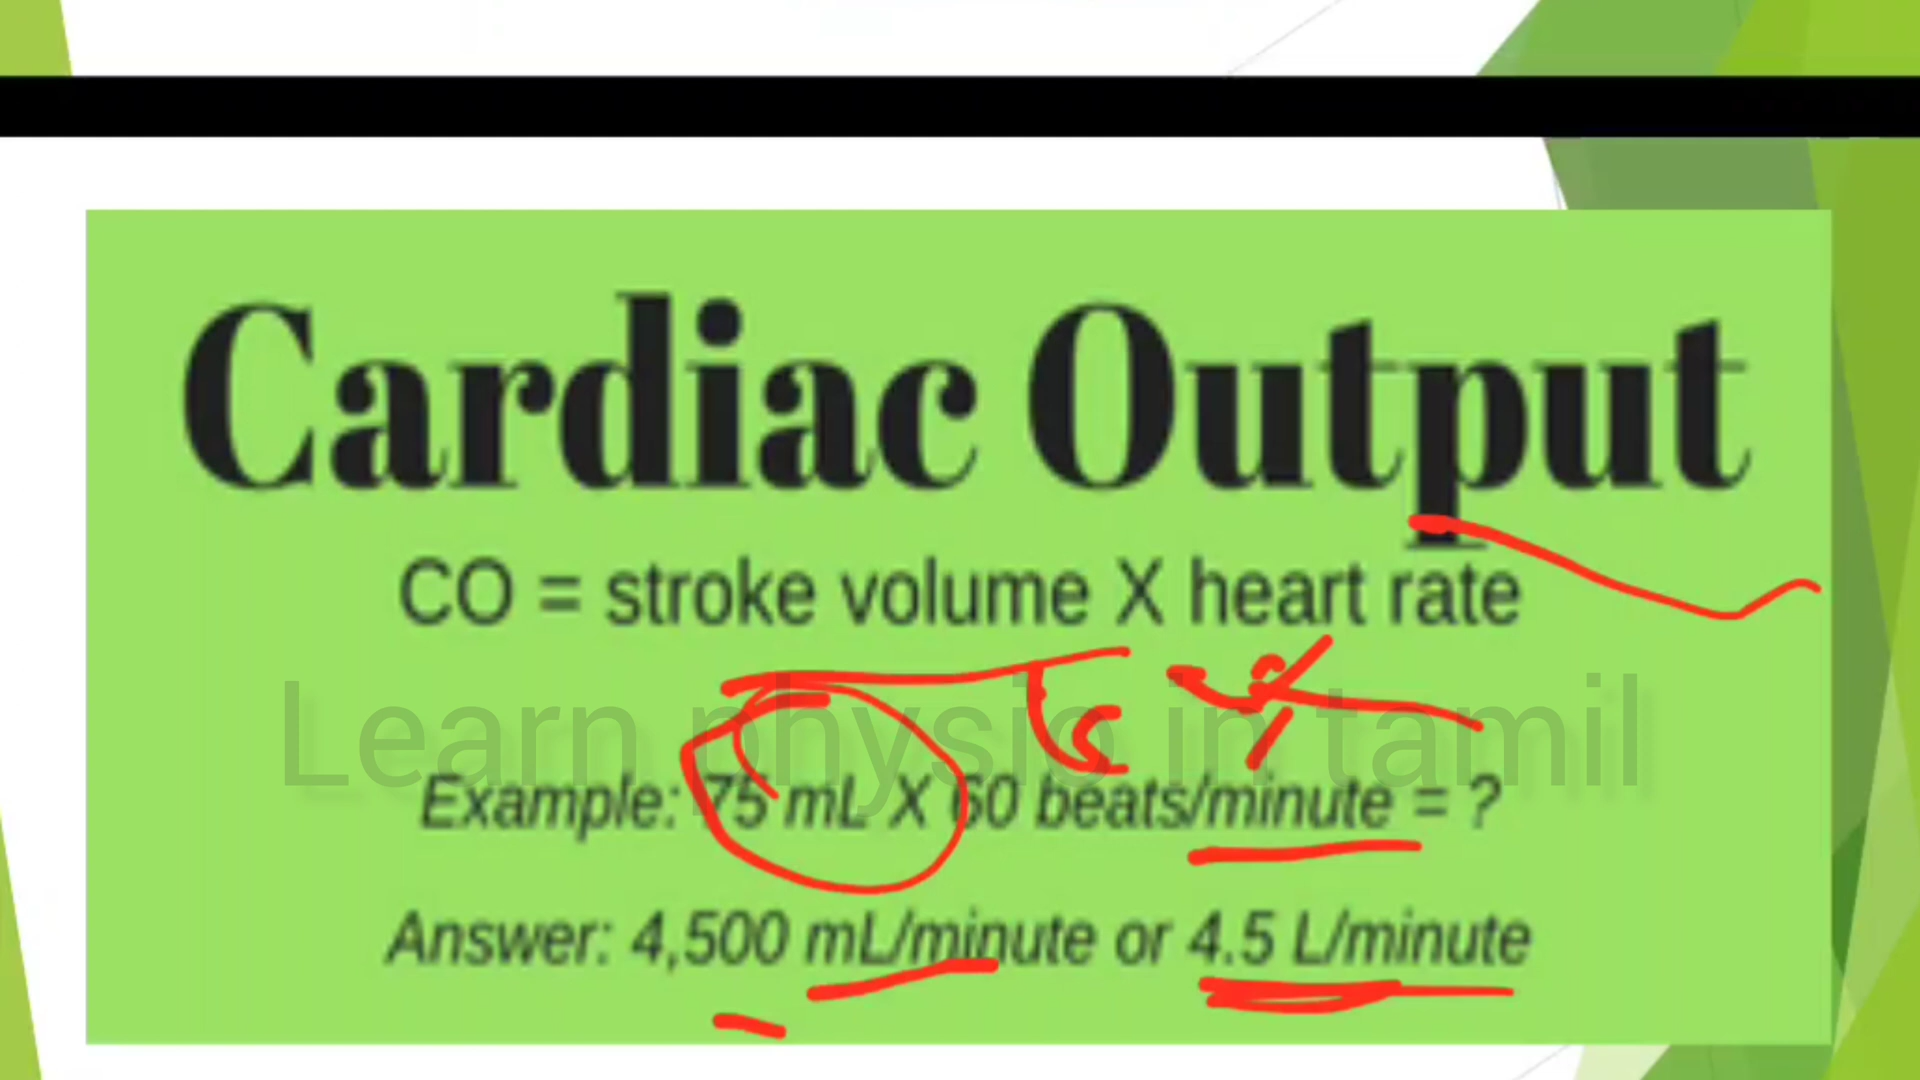 Cardiac Output
CO = stroke volume X heart rate
Learn physio in tamil
Example: 75 mL X 60 beats/minute = ?
Answer: 4,500 mL/minute or 4.5 L/minute